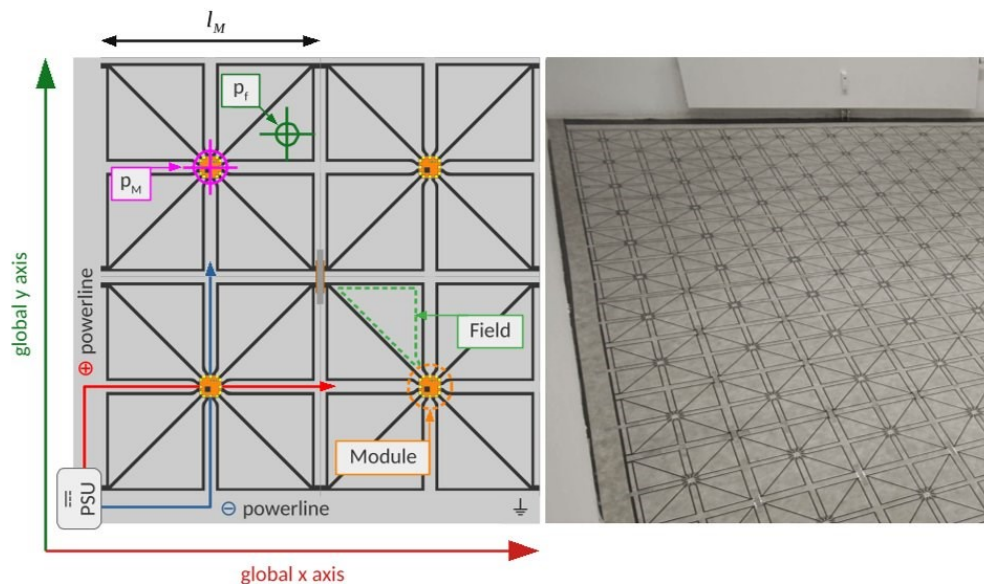 l_M
p_f
p_M
global y axis
⊕ powerline
Field
Module
PSU
⊖ powerline
global x axis